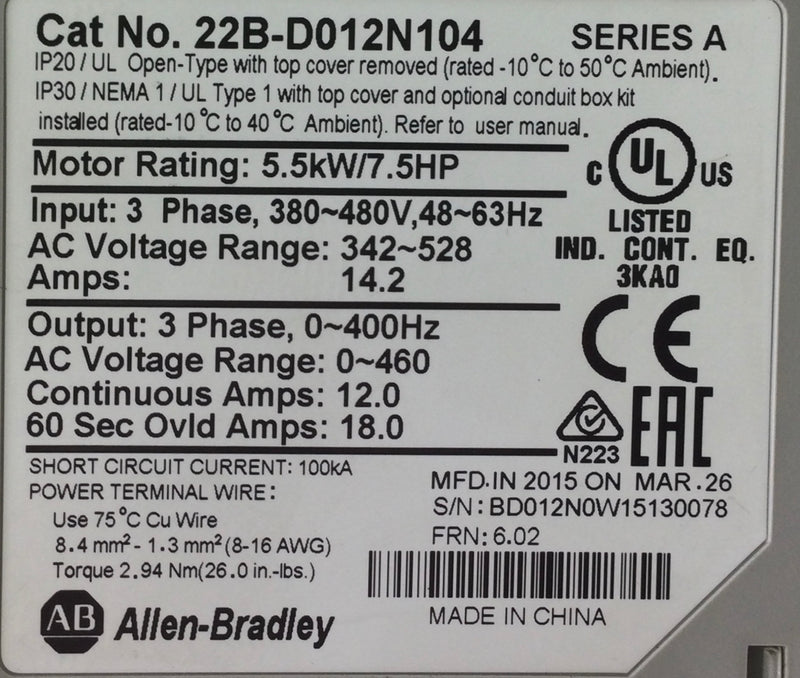 Cat No. 22B-D012N104 SERIES A
IP20 / UL Open-Type with top cover removed (rated -10°C to 50°C Ambient).
IP30 / NEMA 1 / UL Type 1 with top cover and optional conduit box kit
installed (rated-10°C to 40°C Ambient). Refer to user manual.
Motor Rating: 5.5kW/7.5HP
C UL US
LISTED
IND. CONT. EQ.
3KA0
Input: 3 Phase, 380~480V,48~63Hz
AC Voltage Range: 342~528
Amps: 14.2
CE
Output: 3 Phase, 0~400Hz
AC Voltage Range: 0~460
Continuous Amps: 12.0
60 Sec Ovld Amps: 18.0
N223
EAC
SHORT CIRCUIT CURRENT: 100kA
POWER TERMINAL WIRE:
Use 75°C Cu Wire
8.4 mm² - 1.3 mm² (8-16 AWG)
Torque 2.94 Nm(26.0 in.-lbs.)
MFD.IN 2015 ON MAR.26
S/N: BD012N0W15130078
FRN: 6.02
MADE IN CHINA
AB Allen-Bradley